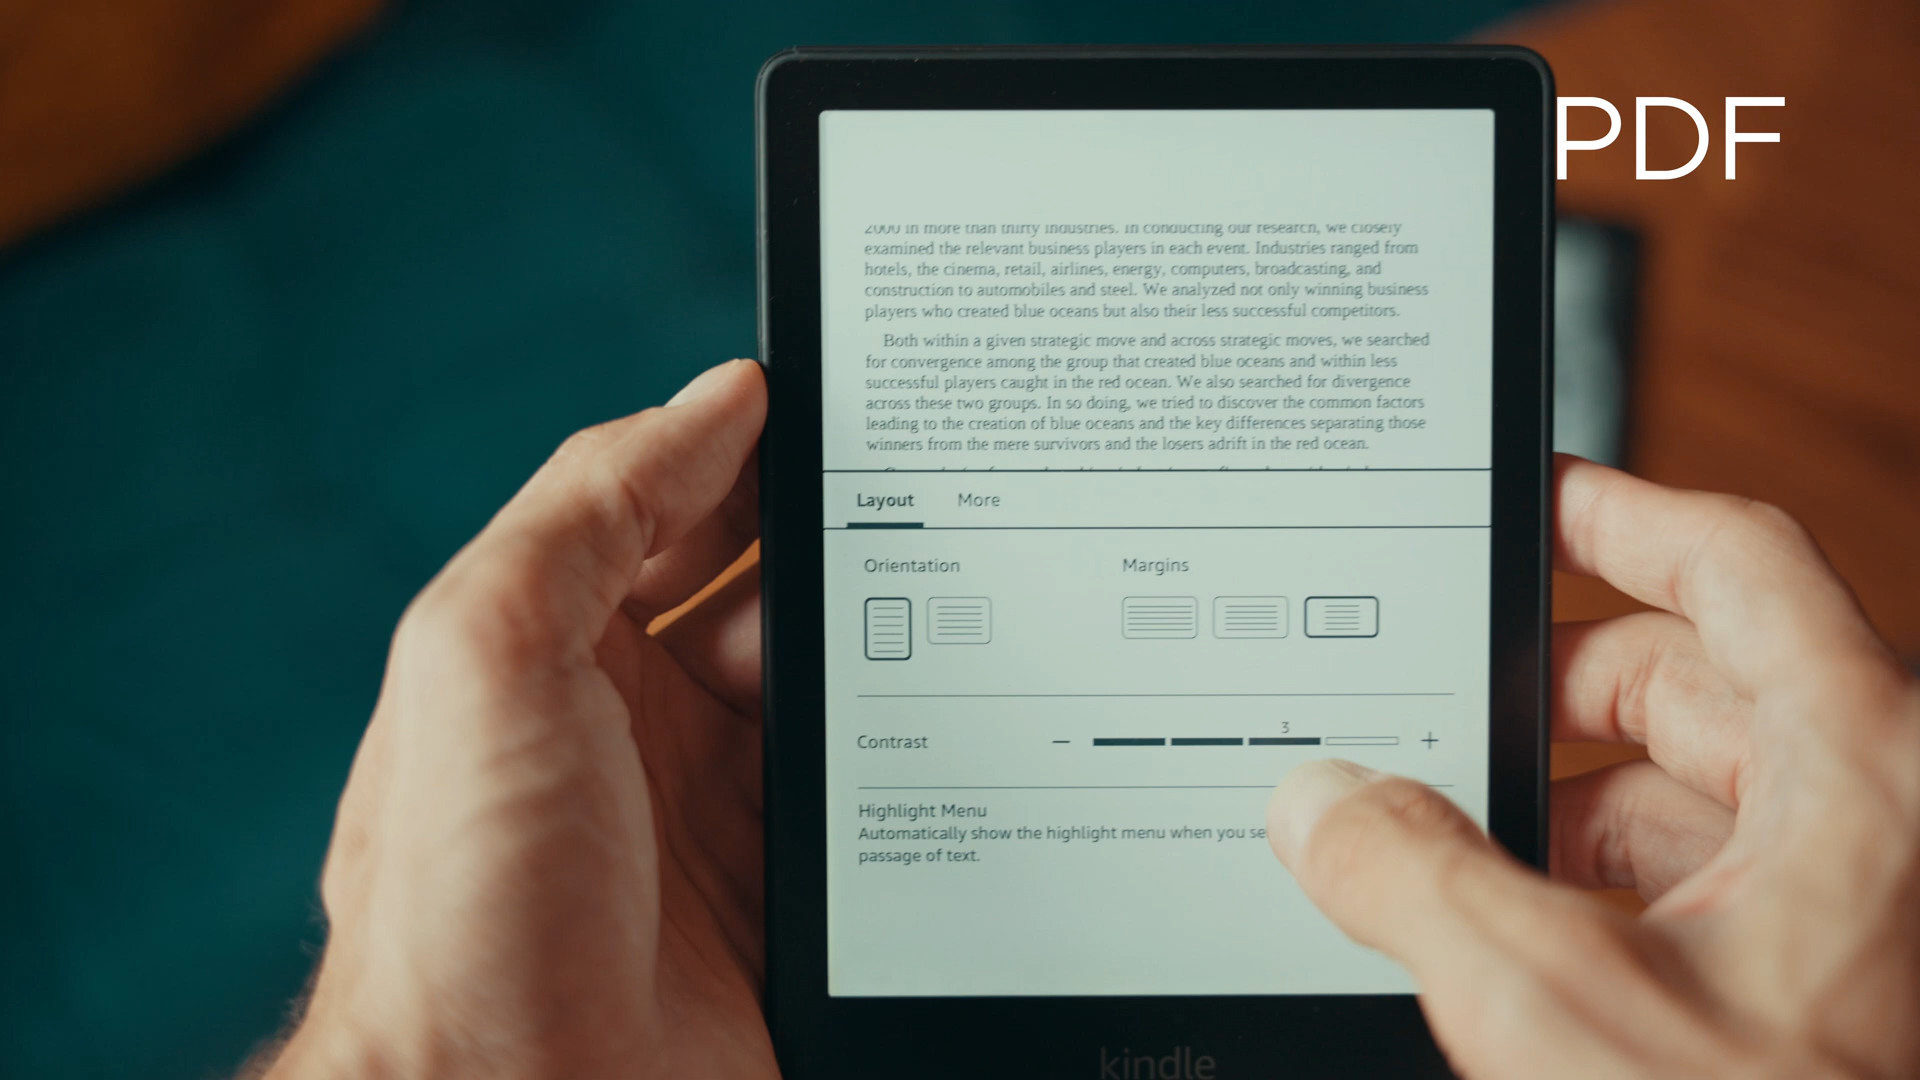 PDF
2000 in more than thirty industries. In conducting our research, we closely
examined the relevant business players in each event. Industries ranged from
hotels, the cinema, retail, airlines, energy, computers, broadcasting, and
construction to automobiles and steel. We analyzed not only winning business
players who created blue oceans but also their less successful competitors.
Both within a given strategic move and across strategic moves, we searched
for convergence among the group that created blue oceans and within less
successful players caught in the red ocean. We also searched for divergence
across these two groups. In so doing, we tried to discover the common factors
leading to the creation of blue oceans and the key differences separating those
winners from the mere survivors and the losers adrift in the red ocean.
Layout More
Orientation Margins
3
Contrast − +
Highlight Menu
Automatically show the highlight menu when you se
passage of text.
kindle